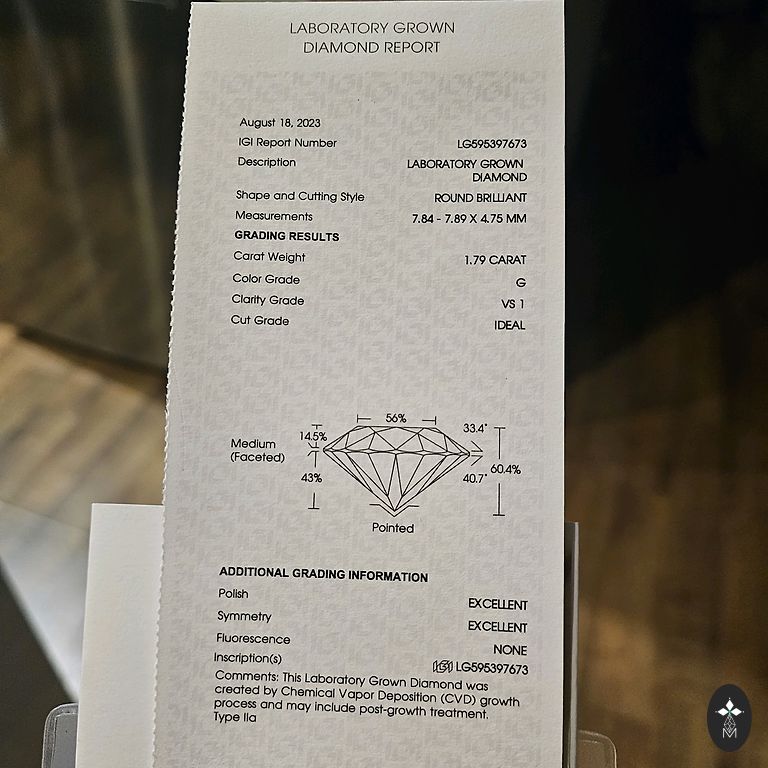 LABORATORY GROWN
DIAMOND REPORT
August 18, 2023
IGI Report Number LG595397673
Description LABORATORY GROWN
DIAMOND
Shape and Cutting Style ROUND BRILLIANT
Measurements 7.84 - 7.89 X 4.75 MM
GRADING RESULTS
Carat Weight 1.79 CARAT
Color Grade G
Clarity Grade VS 1
Cut Grade IDEAL
56%
14.5% 33.4°
Medium
(Faceted)
60.4%
43% 40.7°
Pointed
ADDITIONAL GRADING INFORMATION
Polish EXCELLENT
Symmetry EXCELLENT
Fluorescence NONE
Inscription(s) IGI LG595397673
Comments: This Laboratory Grown Diamond was
created by Chemical Vapor Deposition (CVD) growth
process and may include post-growth treatment.
Type IIa
M